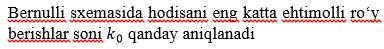 Bernulli sxemasida hodisani eng katta ehtimolli ro‘y
berishlar soni k₀ qanday aniqlanadi